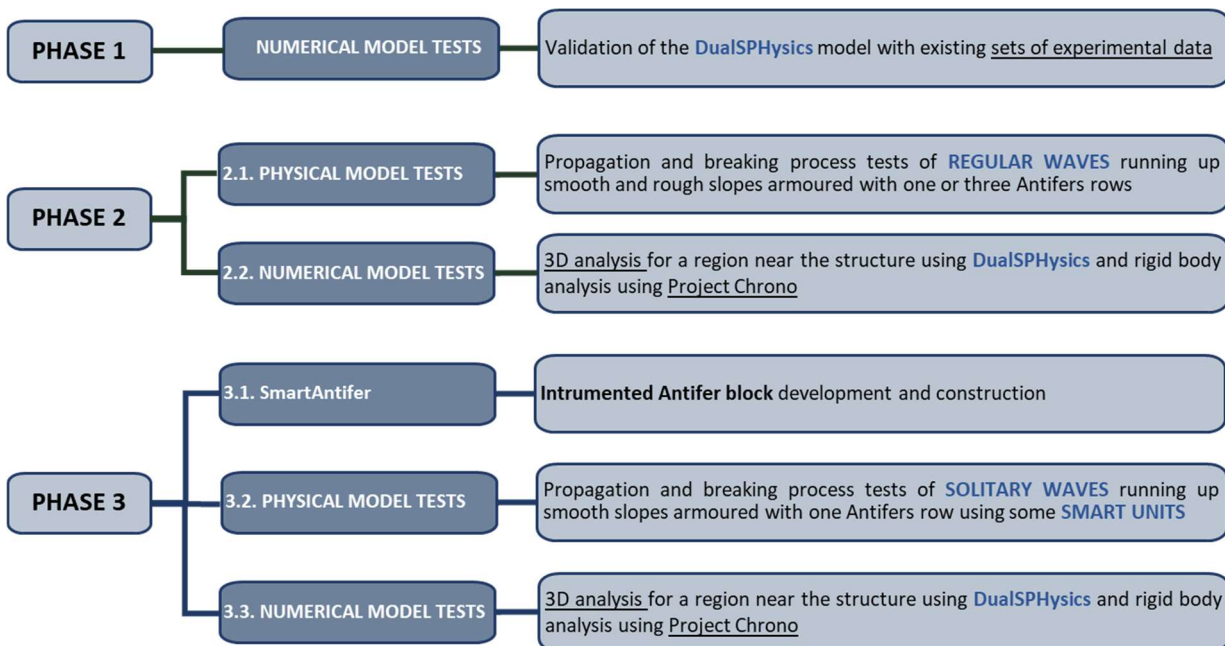 PHASE 1
NUMERICAL MODEL TESTS
Validation of the DualSPHysics model with existing sets of experimental data
PHASE 2
2.1. PHYSICAL MODEL TESTS
Propagation and breaking process tests of REGULAR WAVES running up
smooth and rough slopes armoured with one or three Antifers rows
2.2. NUMERICAL MODEL TESTS
3D analysis for a region near the structure using DualSPHysics and rigid body
analysis using Project Chrono
PHASE 3
3.1. SmartAntifer
Intrumented Antifer block development and construction
3.2. PHYSICAL MODEL TESTS
Propagation and breaking process tests of SOLITARY WAVES running up
smooth slopes armoured with one Antifers row using some SMART UNITS
3.3. NUMERICAL MODEL TESTS
3D analysis for a region near the structure using DualSPHysics and rigid body
analysis using Project Chrono